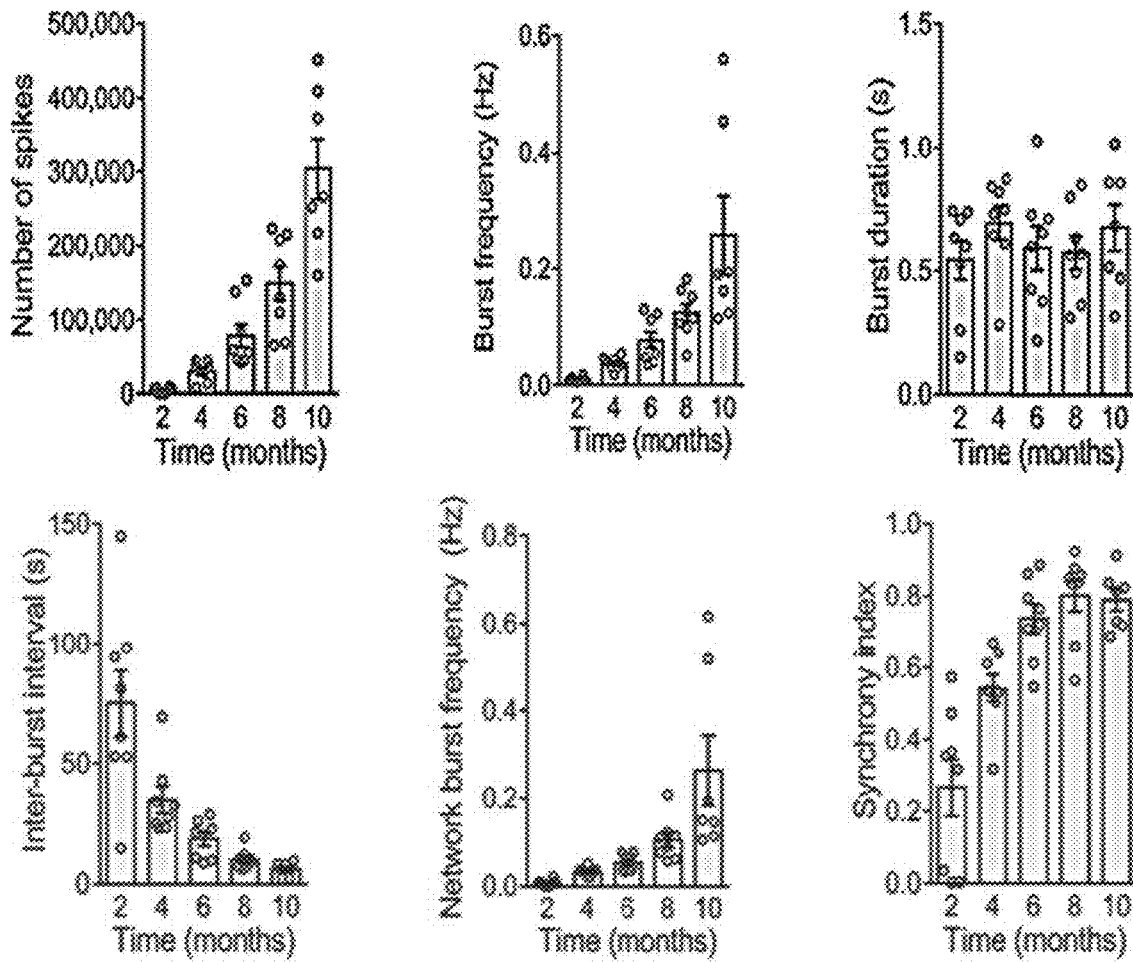 Number of spikes
500,000
400,000
300,000
200,000
100,000
0
2 4 6 8 10
Time (months)
Burst frequency (Hz)
0.6
0.4
0.2
0.0
2 4 6 8 10
Time (months)
Burst duration (s)
1.5
1.0
0.5
0.0
2 4 6 8 10
Time (months)
Inter-burst interval (s)
150
100
50
0
2 4 6 8 10
Time (months)
Network burst frequency (Hz)
0.8
0.6
0.4
0.2
0.0
2 4 6 8 10
Time (months)
Synchrony index
1.0
0.8
0.6
0.4
0.2
0.0
2 4 6 8 10
Time (months)